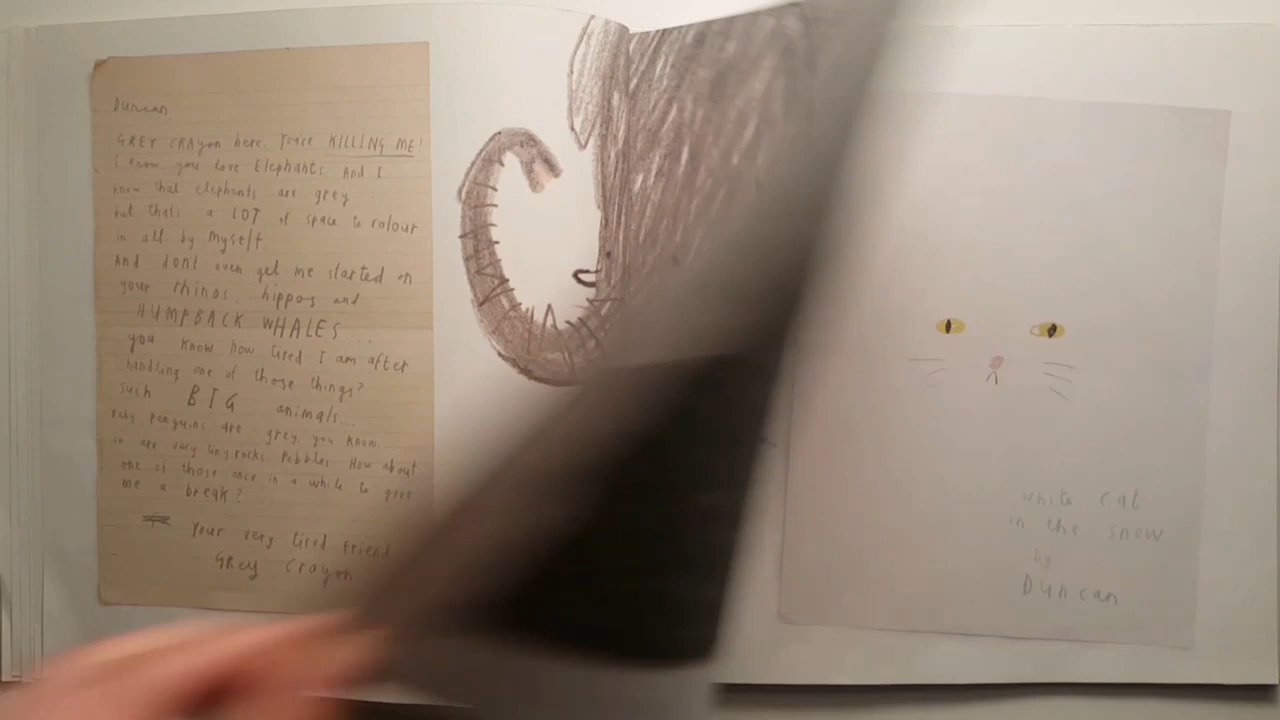 Duncan
GREY CRAYON here. You're KILLING ME!
I know you love Elephants. And I
know that elephants are grey..
but that's a LOT of space to colour
in all by myself.
And don't even get me started on
your rhinos, hippos and
HUMPBACK WHALES
you know how tired I am after
handling one of those things?
such BIG animals...
Baby penguins are grey, you know.
so are very tiny rocks. Pebbles. How about
one of those once in a while to give
me a break?
Your very tired friend
Grey Crayon
white cat
in the snow
by
Duncan